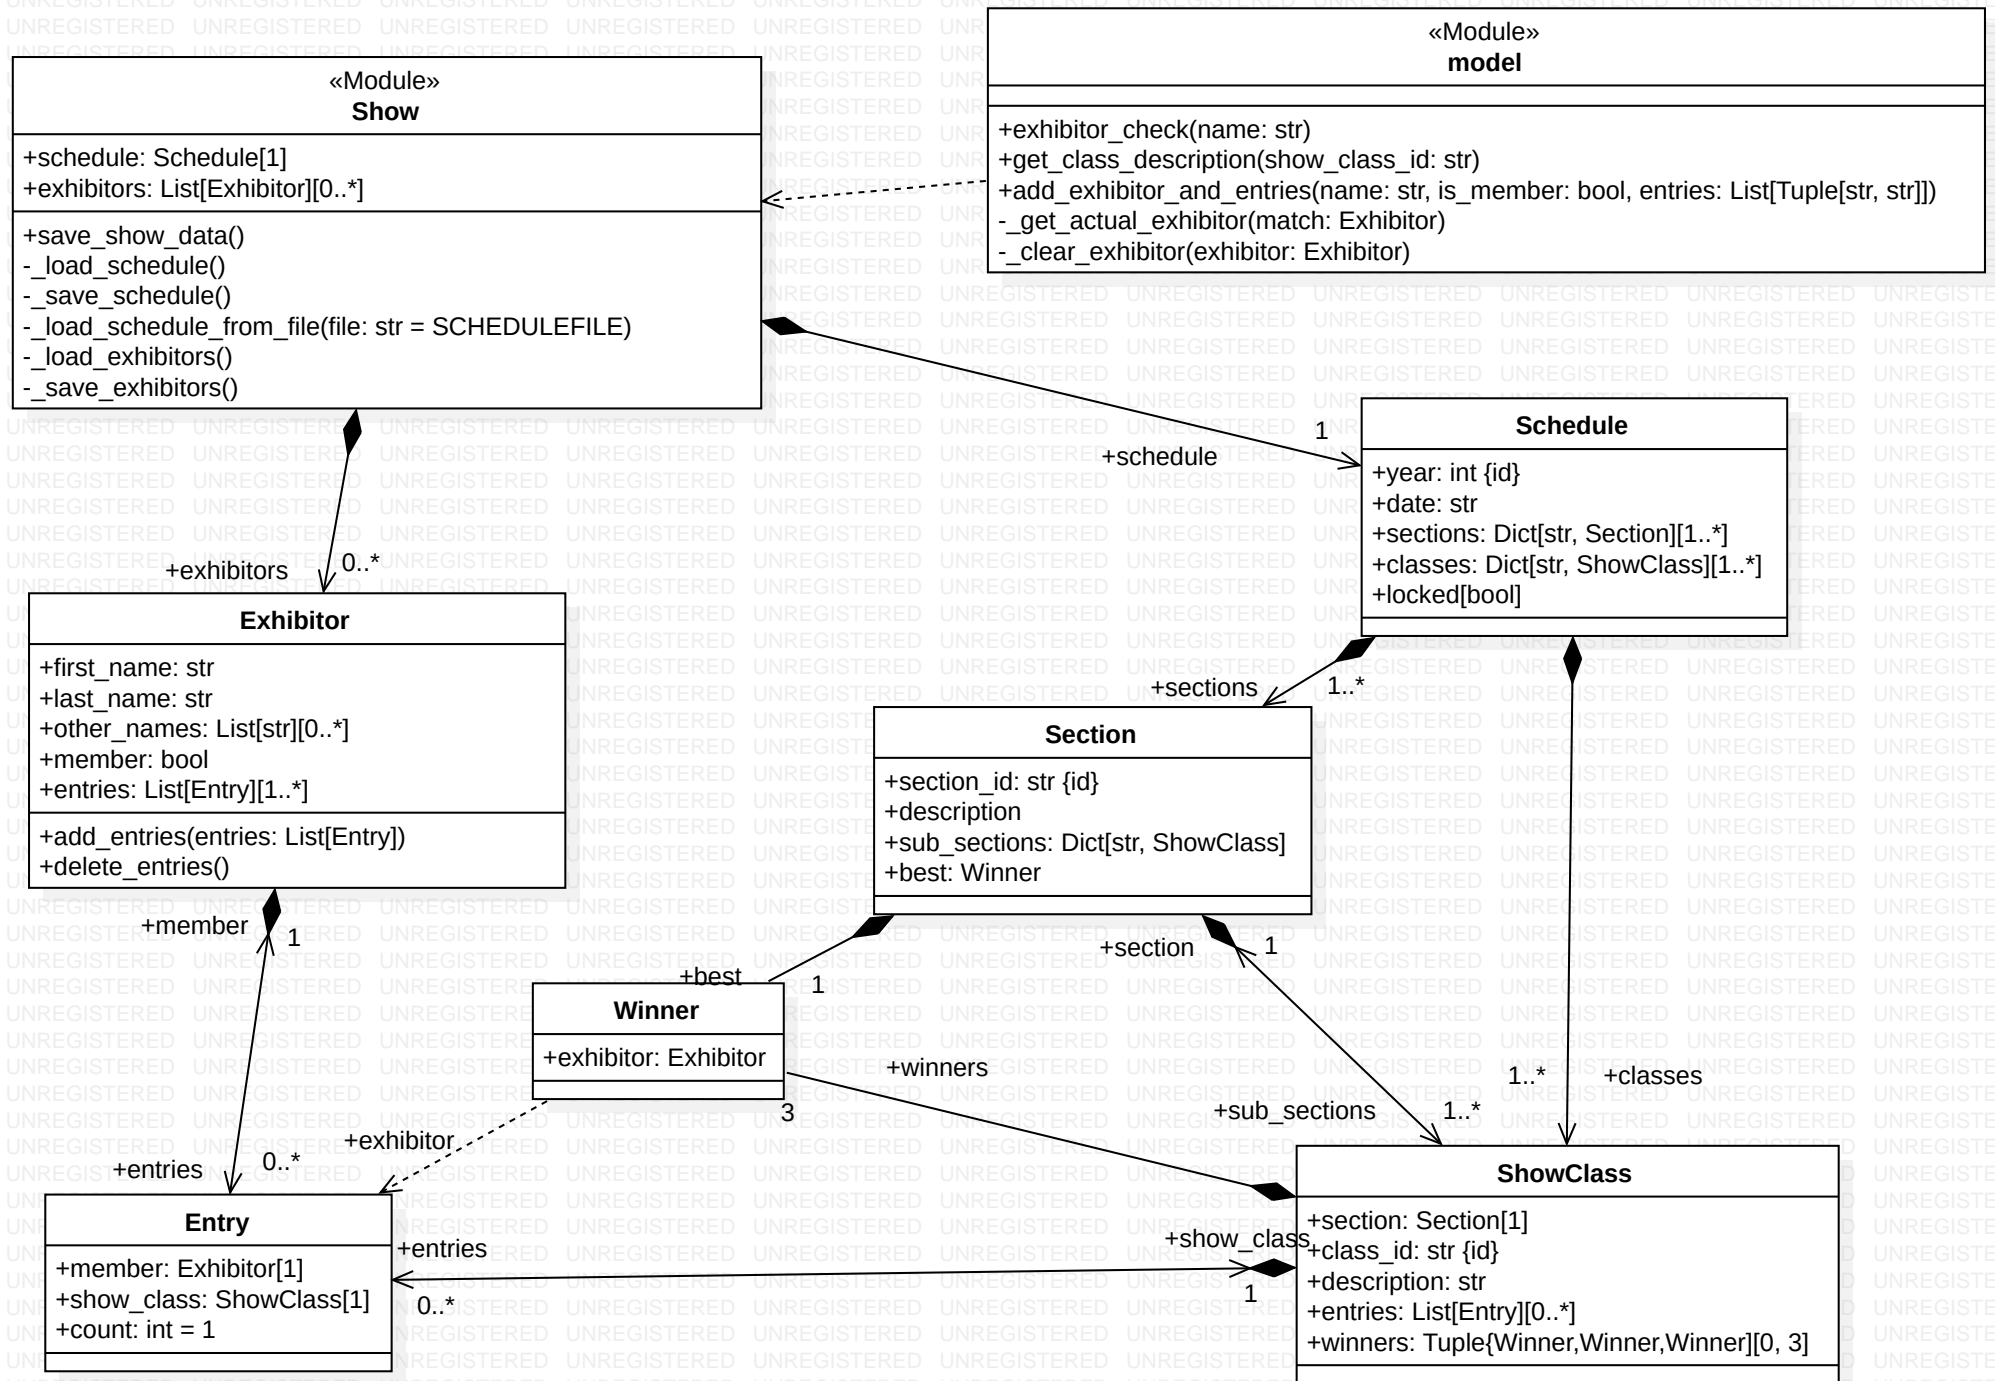 «Module»
Show
+schedule: Schedule[1]
+exhibitors: List[Exhibitor][0..*]
+save_show_data()
-_load_schedule()
-_save_schedule()
-_load_schedule_from_file(file: str = SCHEDULEFILE)
-_load_exhibitors()
-_save_exhibitors()
«Module»
model
+exhibitor_check(name: str)
+get_class_description(show_class_id: str)
+add_exhibitor_and_entries(name: str, is_member: bool, entries: List[Tuple[str, str]])
-_get_actual_exhibitor(match: Exhibitor)
-_clear_exhibitor(exhibitor: Exhibitor)
1
+schedule
Schedule
+year: int {id}
+date: str
+sections: Dict[str, Section][1..*]
+classes: Dict[str, ShowClass][1..*]
+locked[bool]
+exhibitors
0..*
Exhibitor
+first_name: str
+last_name: str
+other_names: List[str][0..*]
+member: bool
+entries: List[Entry][1..*]
+add_entries(entries: List[Entry])
+delete_entries()
+sections
1..*
Section
+section_id: str {id}
+description
+sub_sections: Dict[str, ShowClass]
+best: Winner
+member
1
+section
1
+best
1
Winner
+exhibitor: Exhibitor
+winners
3
1..*
+classes
+sub_sections
1..*
+exhibitor
+entries
0..*
Entry
+member: Exhibitor[1]
+show_class: ShowClass[1]
+count: int = 1
+entries
0..*
+show_class
1
ShowClass
+section: Section[1]
+class_id: str {id}
+description: str
+entries: List[Entry][0..*]
+winners: Tuple{Winner,Winner,Winner][0, 3]
UNREGISTERED